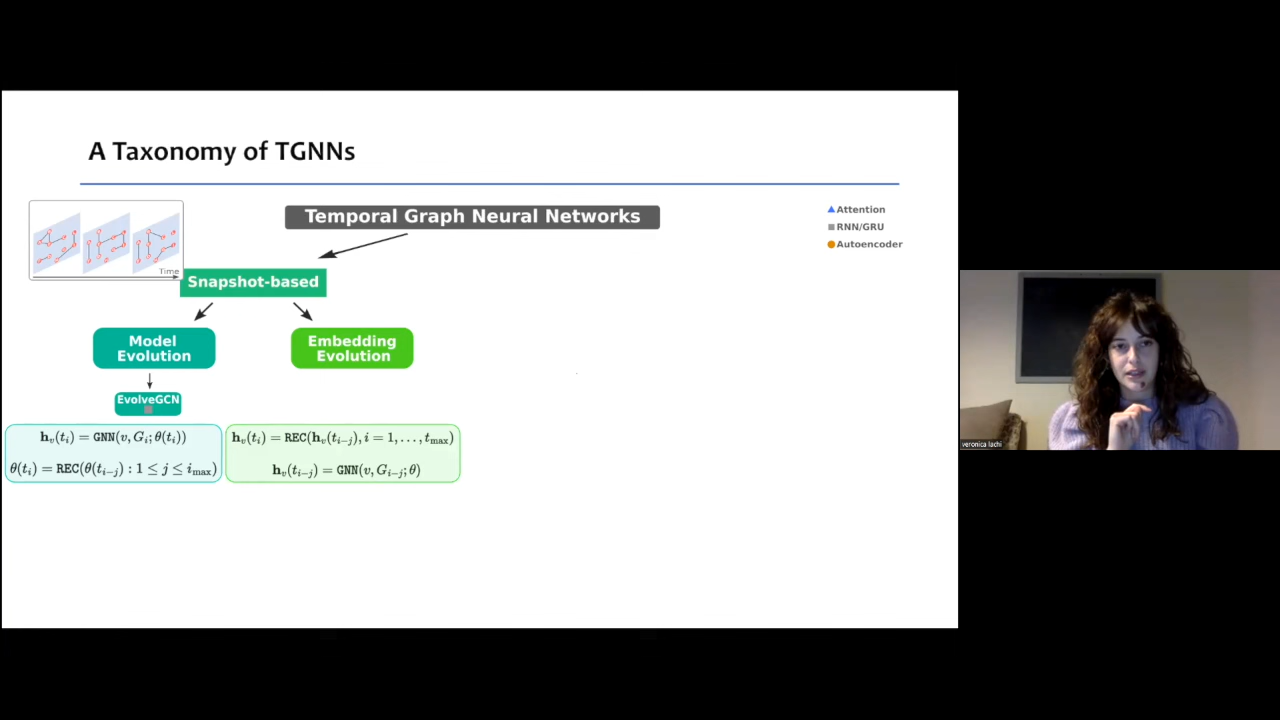 A Taxonomy of TGNNs
Temporal Graph Neural Networks
Attention
RNN/GRU
Autoencoder
Time
Snapshot-based
Model
Evolution
Embedding
Evolution
EvolveGCN
h_v(t_i) = GNN(v, G_i; θ(t_i))
θ(t_i) = REC(θ(t_{i−j}) : 1 ≤ j ≤ i_max)
h_v(t_i) = REC(h_v(t_{i−j}), i = 1, . . . , t_max)
h_v(t_{i−j}) = GNN(v, G_{i−j}; θ)
veronica lachi